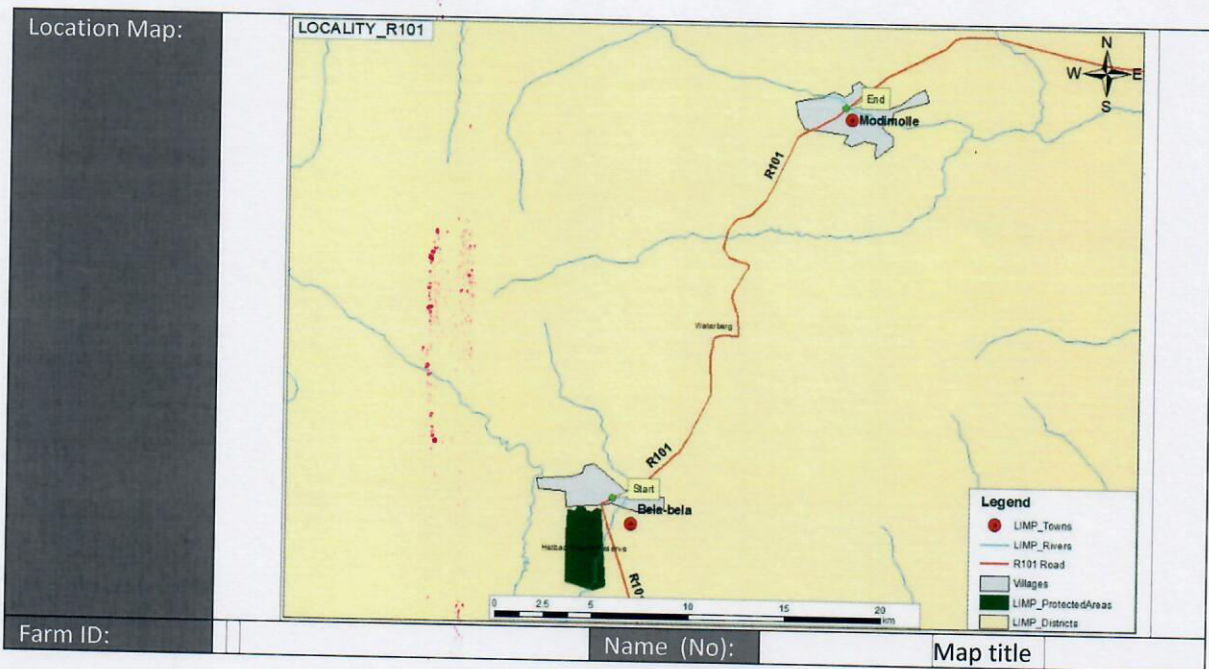 Location Map:
LOCALITY_R101
N
W E
S
End
Modimolle
R101
Waterberg
R101
Start
Bela-bela
R10
Legend
LIMP_Towns
LIMP_Rivers
R101 Road
Villages
LIMP_ProtectedAreas
LIMP_Districts
0 2.5 5 10 15 20
km
Farm ID:
Name (No):
Map title